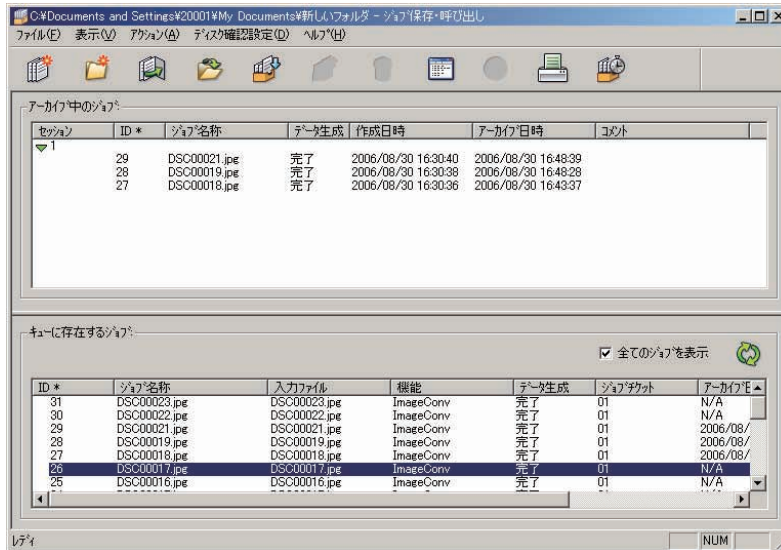 C:¥Documents and Settings¥20001¥My Documents¥新しいフォルダ - ジョブ保存・呼び出し
ファイル(F) 表示(V) アクション(A) ディスク確認設定(D) ヘルプ(H)
アーカイブ中のジョブ:
セッション ID * ジョブ名称 データ生成 作成日時 アーカイブ日時 コメント
1
29 DSC00021.jpg 完了 2006/08/30 16:30:40 2006/08/30 16:48:39
28 DSC00019.jpg 完了 2006/08/30 16:30:38 2006/08/30 16:48:28
27 DSC00018.jpg 完了 2006/08/30 16:30:36 2006/08/30 16:43:37
キューに存在するジョブ:
全てのジョブを表示
ID * ジョブ名称 入力ファイル 機能 データ生成 ジョブチケット アーカイブE
31 DSC00023.jpg DSC00023.jpg ImageConv 完了 01 N/A
30 DSC00022.jpg DSC00022.jpg ImageConv 完了 01 N/A
29 DSC00021.jpg DSC00021.jpg ImageConv 完了 01 2006/08/
28 DSC00019.jpg DSC00019.jpg ImageConv 完了 01 2006/08/
27 DSC00018.jpg DSC00018.jpg ImageConv 完了 01 2006/08/
26 DSC00017.jpg DSC00017.jpg ImageConv 完了 01 N/A
25 DSC00016.jpg DSC00016.jpg ImageConv 完了 01 N/A
レディ NUM